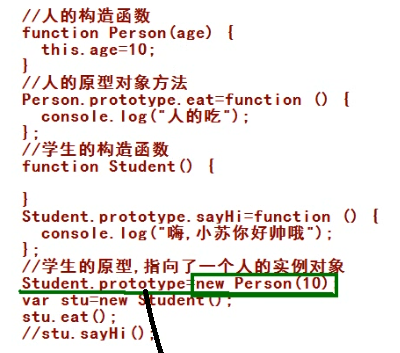 //人的构造函数
function Person(age) {
this.age=10;
}
//人的原型对象方法
Person.prototype.eat=function () {
console.log("人的吃");
};
//学生的构造函数
function Student() {
}
Student.prototype.sayHi=function () {
console.log("嗨,小苏你好帅哦");
};
//学生的原型,指向了一个人的实例对象
Student.prototype=new Person(10)
var stu=new Student();
stu.eat();
//stu.sayHi();